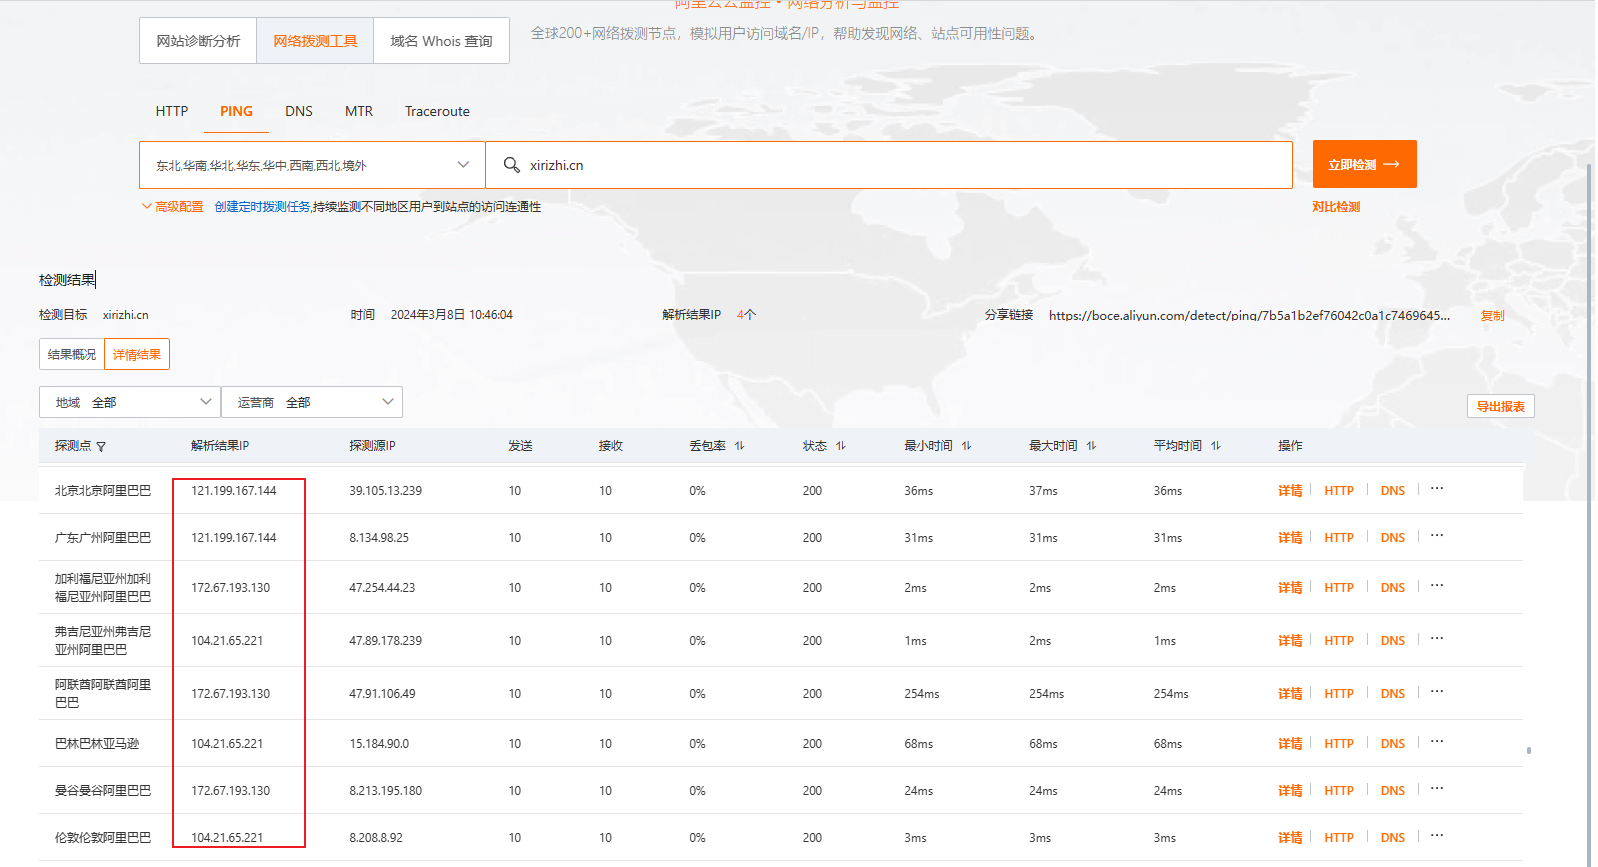 阿里云云监控・网络分析与监控
网站诊断分析 网络拨测工具 域名 Whois 查询 全球200+网络拨测节点，模拟用户访问域名/IP，帮助发现网络、站点可用性问题。
HTTP PING DNS MTR Traceroute
东北,华南,华北,华东,华中,西南,西北,境外 xirizhi.cn 立即检测
高级配置 创建定时拨测任务,持续监测不同地区用户到站点的访问连通性 对比检测
检测结果
检测目标 xirizhi.cn 时间 2024年3月8日 10:46:04 解析结果IP 4个 分享链接 https://boce.aliyun.com/detect/ping/7b5a1b2ef76042c0a1c7469645... 复制
结果概况 详情结果
地域 全部 运营商 全部 导出报表
探测点 解析结果IP 探测源IP 发送 接收 丢包率 状态 最小时间 最大时间 平均时间 操作
北京北京阿里巴巴 121.199.167.144 39.105.13.239 10 10 0% 200 36ms 37ms 36ms 详情 HTTP DNS ...
广东广州阿里巴巴 121.199.167.144 8.134.98.25 10 10 0% 200 31ms 31ms 31ms 详情 HTTP DNS ...
加利福尼亚州加利
福尼亚州阿里巴巴 172.67.193.130 47.254.44.23 10 10 0% 200 2ms 2ms 2ms 详情 HTTP DNS ...
弗吉尼亚州弗吉尼
亚州阿里巴巴 104.21.65.221 47.89.178.239 10 10 0% 200 1ms 2ms 1ms 详情 HTTP DNS ...
阿联酋阿联酋阿里
巴巴 172.67.193.130 47.91.106.49 10 10 0% 200 254ms 254ms 254ms 详情 HTTP DNS ...
巴林巴林亚马逊 104.21.65.221 15.184.90.0 10 10 0% 200 68ms 68ms 68ms 详情 HTTP DNS ...
曼谷曼谷阿里巴巴 172.67.193.130 8.213.195.180 10 10 0% 200 24ms 24ms 24ms 详情 HTTP DNS ...
伦敦伦敦阿里巴巴 104.21.65.221 8.208.8.92 10 10 0% 200 3ms 3ms 3ms 详情 HTTP DNS ...